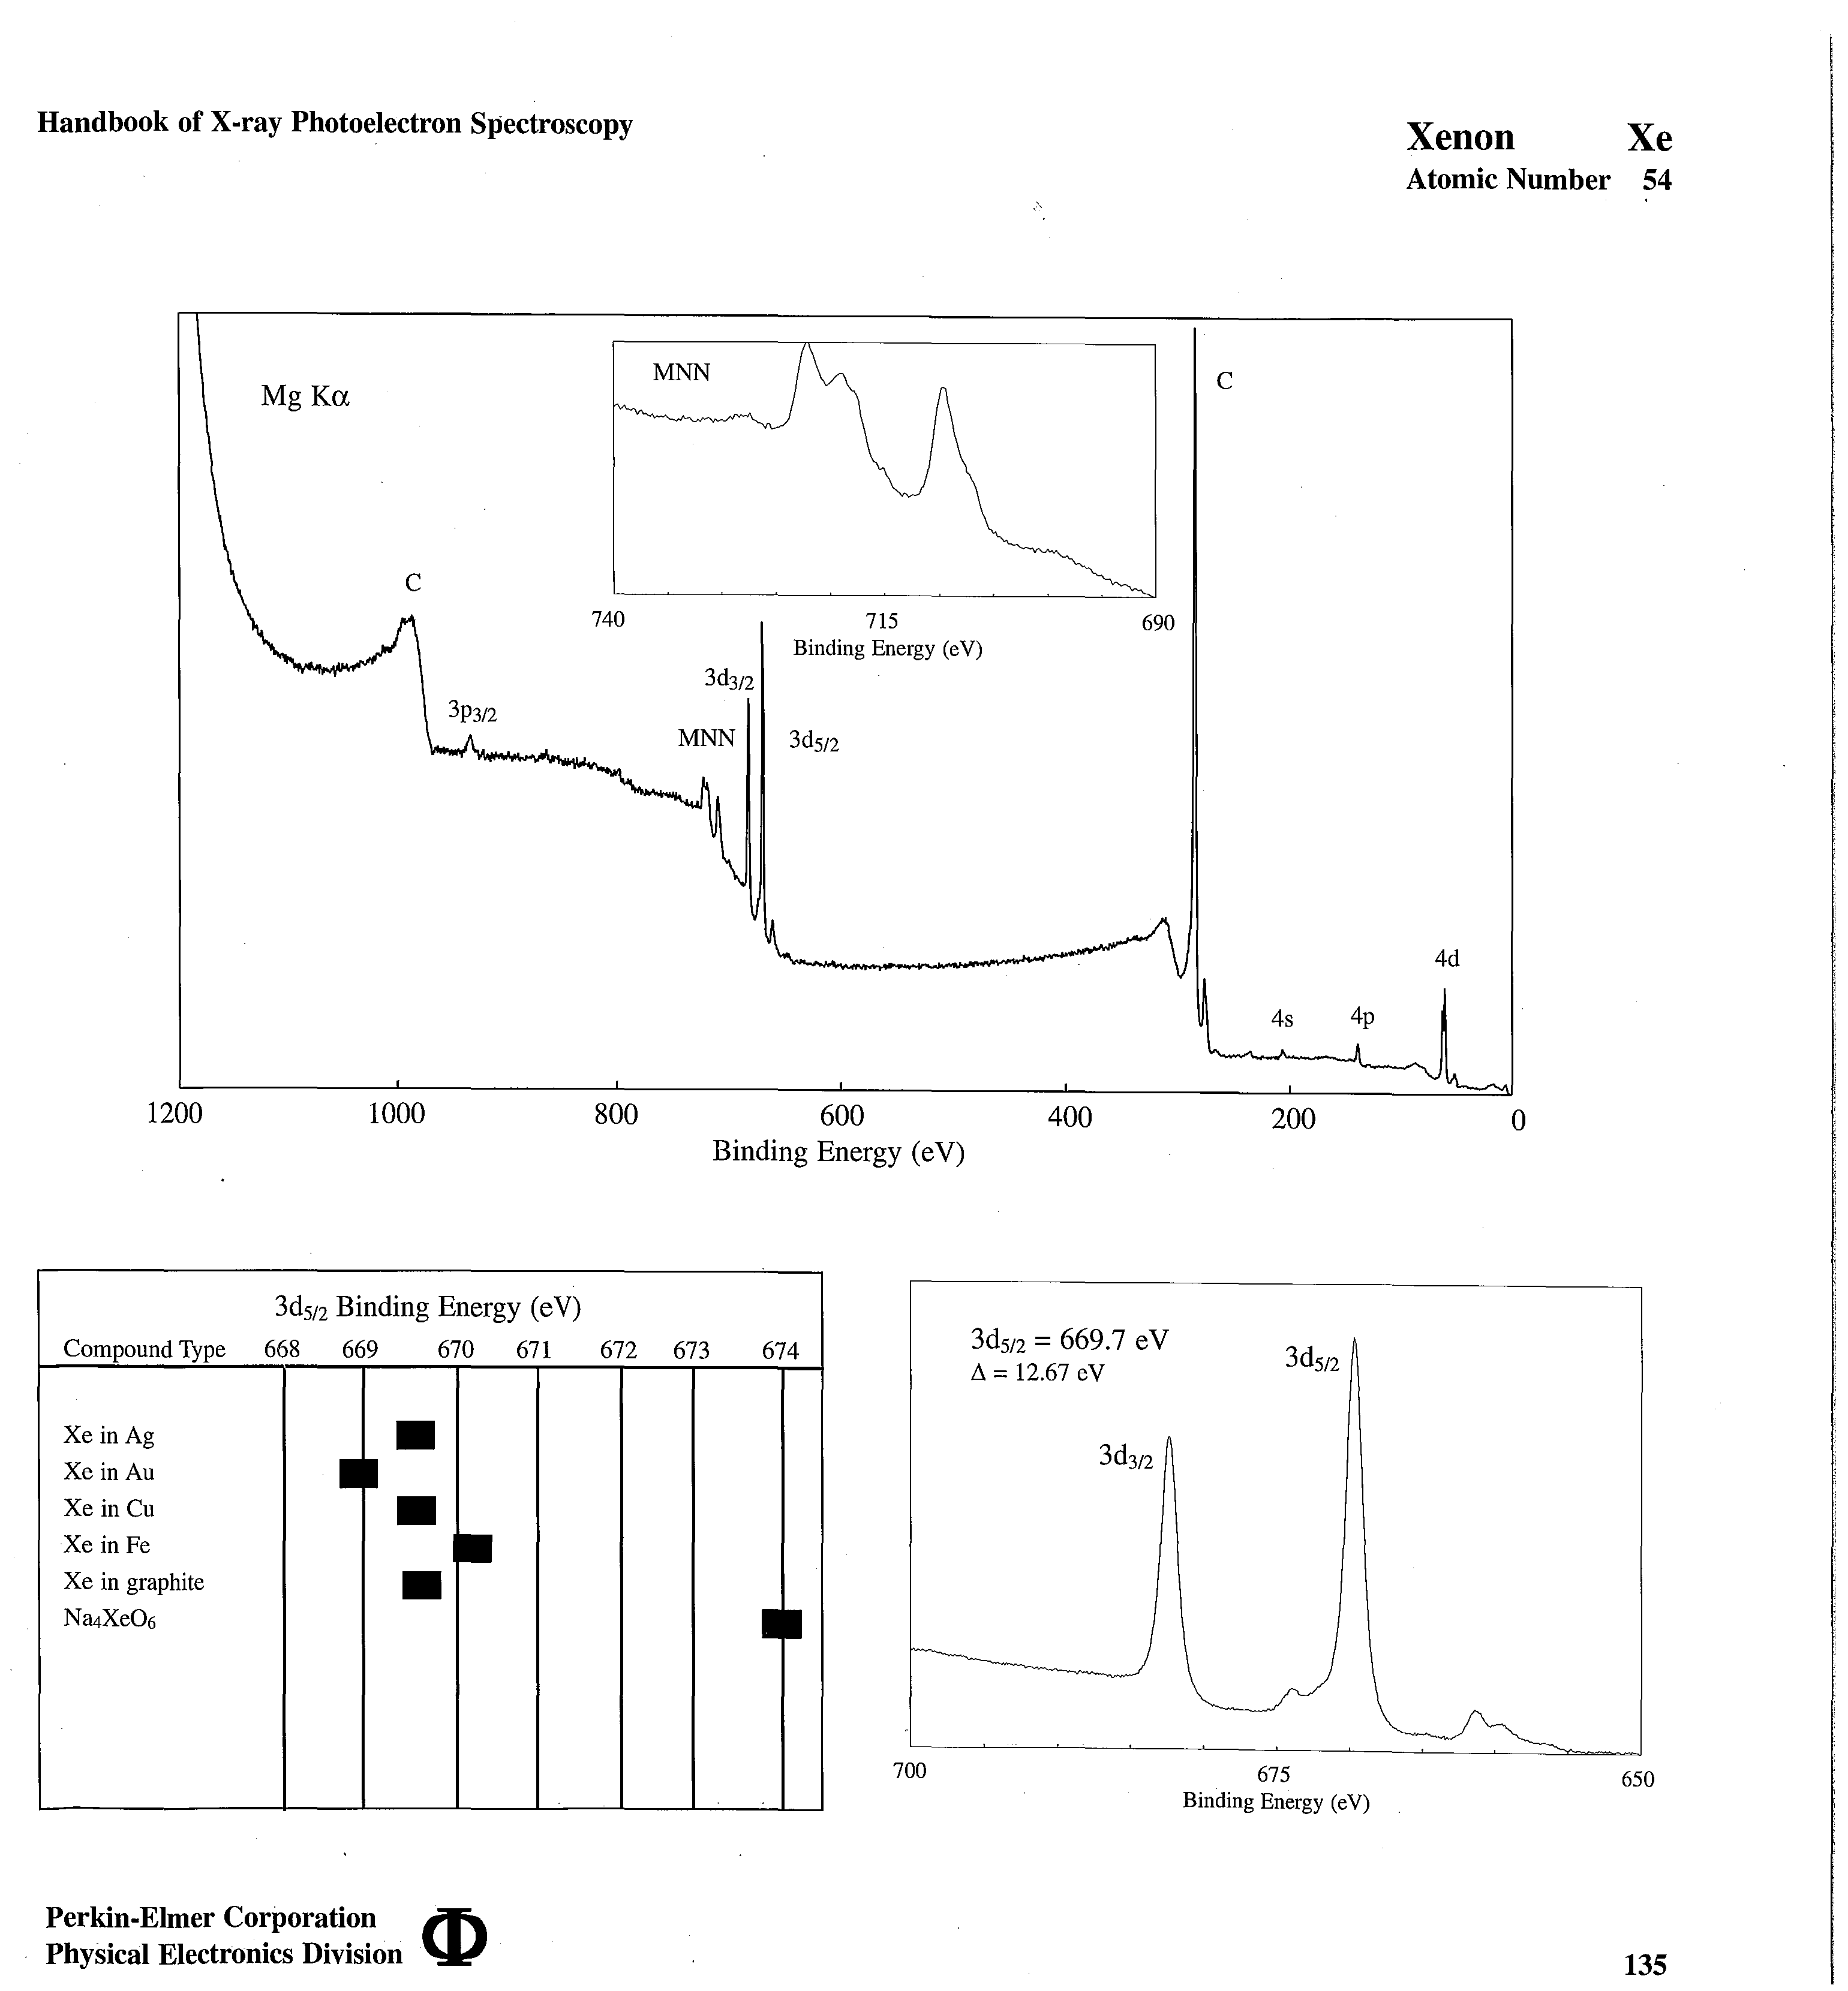 Handbook of X-ray Photoelectron Spectroscopy
Xenon Xe
Atomic Number 54
Mg Kα
MNN
C
740 715 690
Binding Energy (eV)
C
3p3/2
3d3/2
MNN
3d5/2
4s
4p
4d
1200 1000 800 600 400 200 0
Binding Energy (eV)
3d5/2 Binding Energy (eV)
Compound Type 668 669 670 671 672 673 674
Xe in Ag
Xe in Au
Xe in Cu
Xe in Fe
Xe in graphite
Na4XeO6
3d5/2 = 669.7 eV
Δ = 12.67 eV
3d5/2
3d3/2
700 675 650
Binding Energy (eV)
Perkin-Elmer Corporation
Physical Electronics Division Φ
135